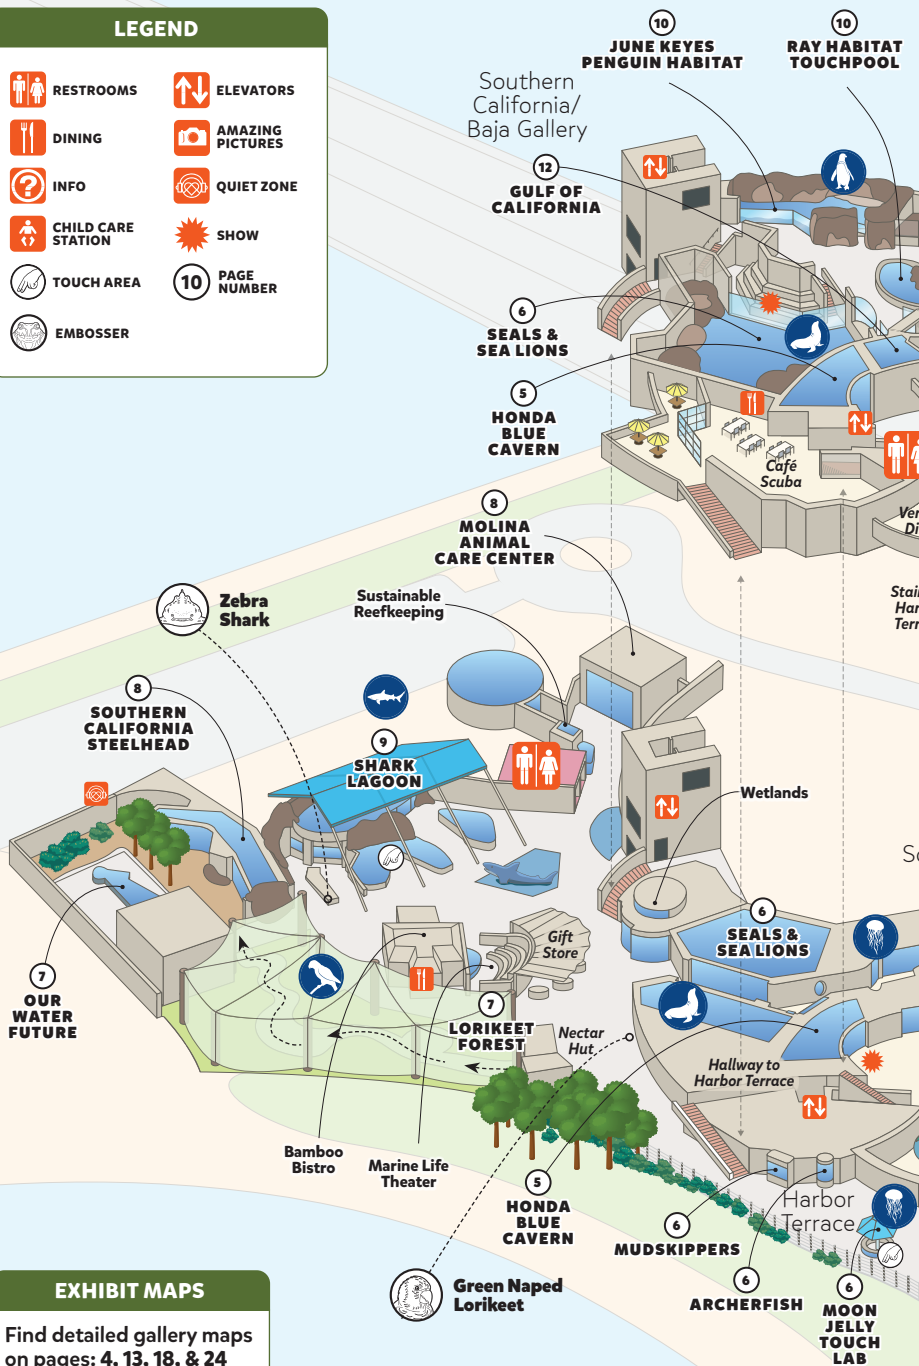 LEGEND
RESTROOMS
ELEVATORS
DINING
AMAZING
PICTURES
INFO
QUIET ZONE
CHILD CARE
STATION
SHOW
TOUCH AREA
10
PAGE
NUMBER
EMBOSSER
10
JUNE KEYES
PENGUIN HABITAT
10
RAY HABITAT
TOUCHPOOL
Southern
California/
Baja Gallery
12
GULF OF
CALIFORNIA
6
SEALS &
SEA LIONS
5
HONDA
BLUE
CAVERN
Café
Scuba
8
MOLINA
ANIMAL
CARE CENTER
Zebra
Shark
Sustainable
Reefkeeping
8
SOUTHERN
CALIFORNIA
STEELHEAD
9
SHARK
LAGOON
Wetlands
6
SEALS &
SEA LIONS
Gift
Store
7
OUR
WATER
FUTURE
7
LORIKEET
FOREST
Nectar
Hut
Hallway to
Harbor Terrace
Bamboo
Bistro
Marine Life
Theater
5
HONDA
BLUE
CAVERN
Harbor
Terrace
6
MUDSKIPPERS
6
ARCHERFISH
6
MOON
JELLY
TOUCH
LAB
Green Naped
Lorikeet
EXHIBIT MAPS
Find detailed gallery maps
on pages: 4, 13, 18, & 24